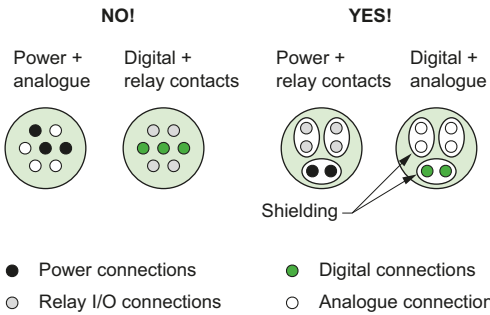 NO!
YES!
Power +
analogue
Digital +
relay contacts
Power +
relay contacts
Digital +
analogue
Shielding
Power connections
Digital connections
Relay I/O connections
Analogue connection